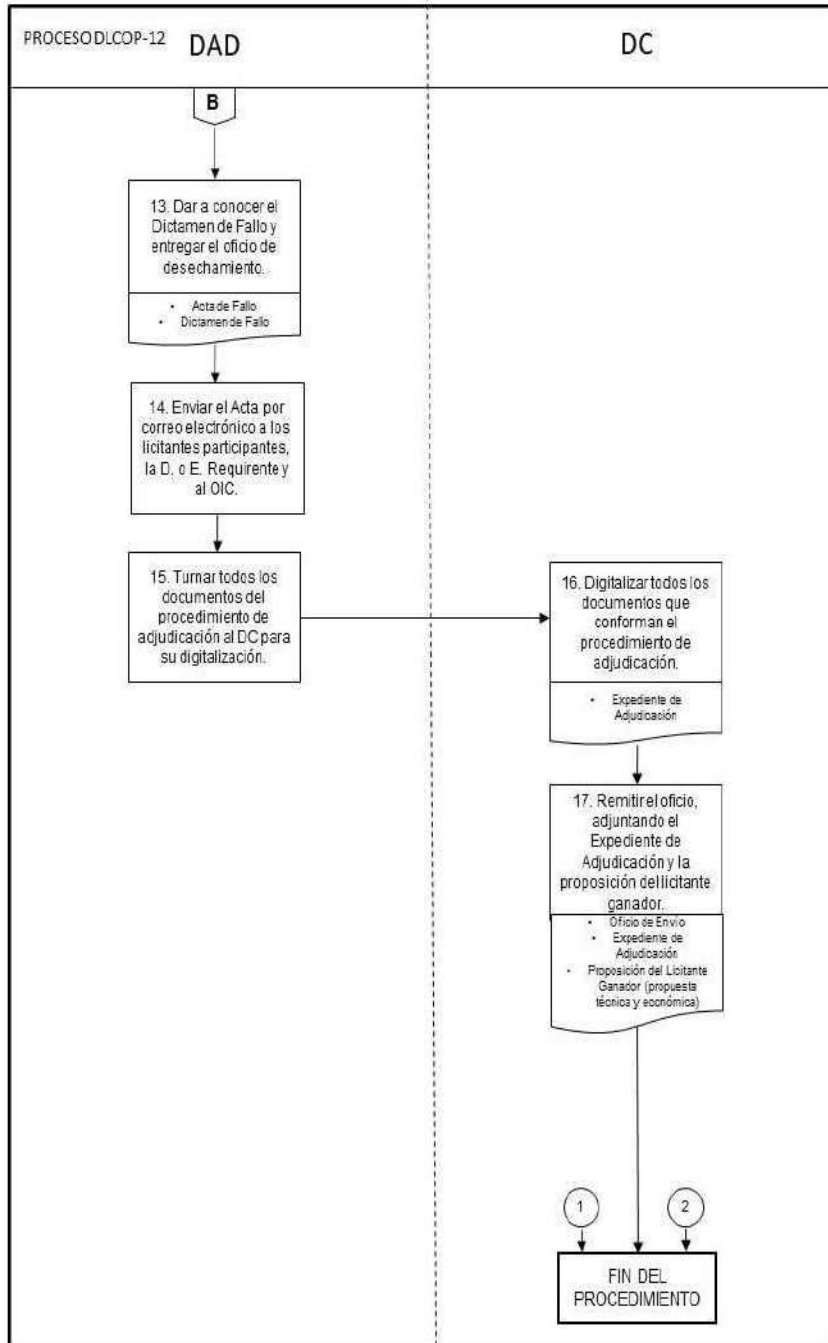 PROCESO DLCOP-12
DAD
DC
B
13. Dar a conocer el
Dictamen de Fallo y
entregar el oficio de
desechamiento.
• Acta de Fallo
• Dictamen de Fallo
14. Enviar el Acta por
correo electrónico a los
licitantes participantes,
la D. o E. Requirente y
al OIC.
15. Turnar todos los
documentos del
procedimiento de
adjudicación al DC para
su digitalización.
16. Digitalizar todos los
documentos que
conforman el
procedimiento de
adjudicación.
• Expediente de
Adjudicación
17. Remitir el oficio,
adjuntando el
Expediente de
Adjudicación y la
proposición del licitante
ganador.
• Oficio de Envío
• Expediente de
Adjudicación
• Proposición del Licitante
Ganador (propuesta
técnica y económica)
1
2
FIN DEL
PROCEDIMIENTO